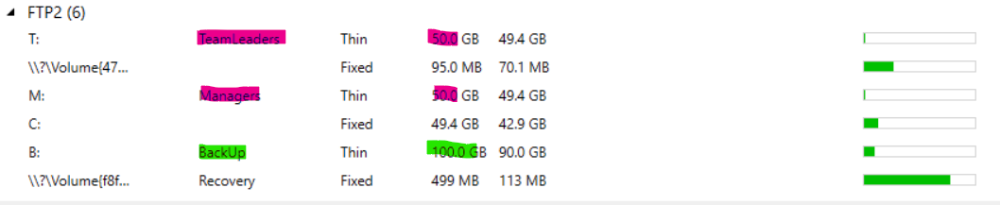 FTP2 (6)
T: TeamLeaders Thin 50.0 GB 49.4 GB
\\?\Volume{47... Fixed 95.0 MB 70.1 MB
M: Managers Thin 50.0 GB 49.4 GB
C: Fixed 49.4 GB 42.9 GB
B: BackUp Thin 100.0 GB 90.0 GB
\\?\Volume{f8f... Recovery Fixed 499 MB 113 MB